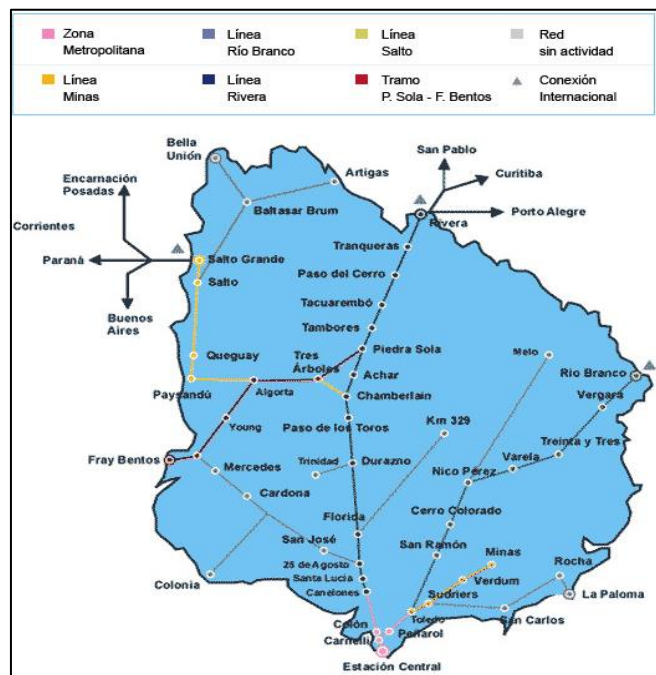 Zona
Metropolitana
Línea
Río Branco
Línea
Salto
Red
sin actividad
Línea
Minas
Línea
Rivera
Tramo
P. Sola - F. Bentos
Conexión
Internacional
Bella
Unión
Artigas
San Pablo
Curitiba
Encarnación
Posadas
Baltasar Brum
Rivera
Porto Alegre
Corrientes
Tranqueras
Paraná
Salto Grande
Paso del Cerro
Salto
Tacuarembó
Buenos
Aires
Tambores
Queguay
Tres
Árboles
Piedra Sola
Melo
Río Branco
Achar
Paysandú
Algorta
Chamberlain
Vergara
Young
Paso de los Toros
Km 329
Treinta y Tres
Fray Bentos
Mercedes
Trinidad
Durazno
Nico Pérez
Varela
Cardona
Florida
Cerro Colorado
San José
San Ramón
Minas
25 de Agosto
Rocha
Colonia
Santa Lucía
Verdum
Canelones
Sudriers
La Paloma
Toledo
San Carlos
Colón
Peñarol
Carnelli
Estación Central